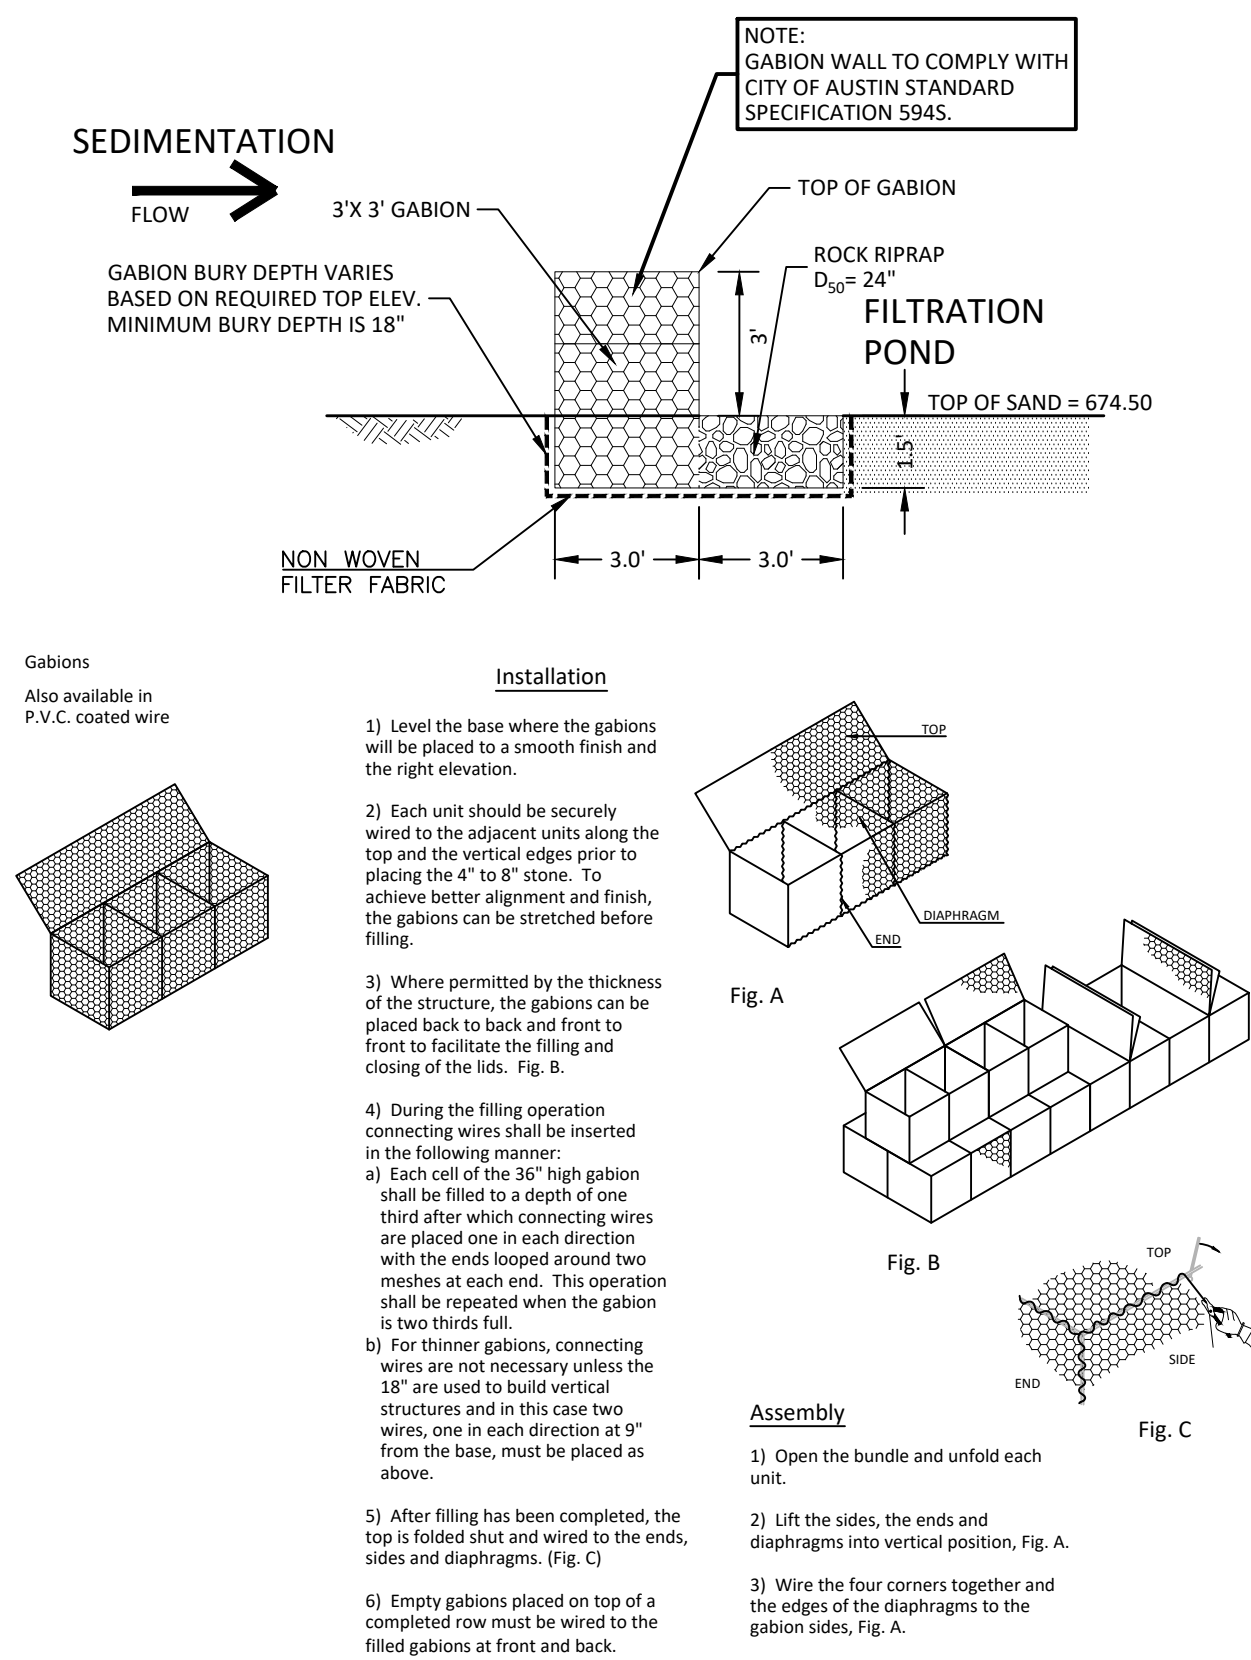 NOTE:
GABION WALL TO COMPLY WITH
CITY OF AUSTIN STANDARD
SPECIFICATION 594S.
SEDIMENTATION
FLOW
3'X 3' GABION
TOP OF GABION
GABION BURY DEPTH VARIES
BASED ON REQUIRED TOP ELEV.
MINIMUM BURY DEPTH IS 18"
ROCK RIPRAP
D50= 24"
FILTRATION
POND
3'
TOP OF SAND = 674.50
1.5'
NON WOVEN
FILTER FABRIC
3.0'
3.0'
Gabions
Also available in
P.V.C. coated wire
Installation
1) Level the base where the gabions
will be placed to a smooth finish and
the right elevation.
2) Each unit should be securely
wired to the adjacent units along the
top and the vertical edges prior to
placing the 4" to 8" stone. To
achieve better alignment and finish,
the gabions can be stretched before
filling.
3) Where permitted by the thickness
of the structure, the gabions can be
placed back to back and front to
front to facilitate the filling and
closing of the lids. Fig. B.
4) During the filling operation
connecting wires shall be inserted
in the following manner:
a) Each cell of the 36" high gabion
shall be filled to a depth of one
third after which connecting wires
are placed one in each direction
with the ends looped around two
meshes at each end. This operation
shall be repeated when the gabion
is two thirds full.
b) For thinner gabions, connecting
wires are not necessary unless the
18" are used to build vertical
structures and in this case two
wires, one in each direction at 9"
from the base, must be placed as
above.
5) After filling has been completed, the
top is folded shut and wired to the ends,
sides and diaphragms. (Fig. C)
6) Empty gabions placed on top of a
completed row must be wired to the
filled gabions at front and back.
TOP
DIAPHRAGM
END
Fig. A
Fig. B
TOP
SIDE
END
Fig. C
Assembly
1) Open the bundle and unfold each
unit.
2) Lift the sides, the ends and
diaphragms into vertical position, Fig. A.
3) Wire the four corners together and
the edges of the diaphragms to the
gabion sides, Fig. A.